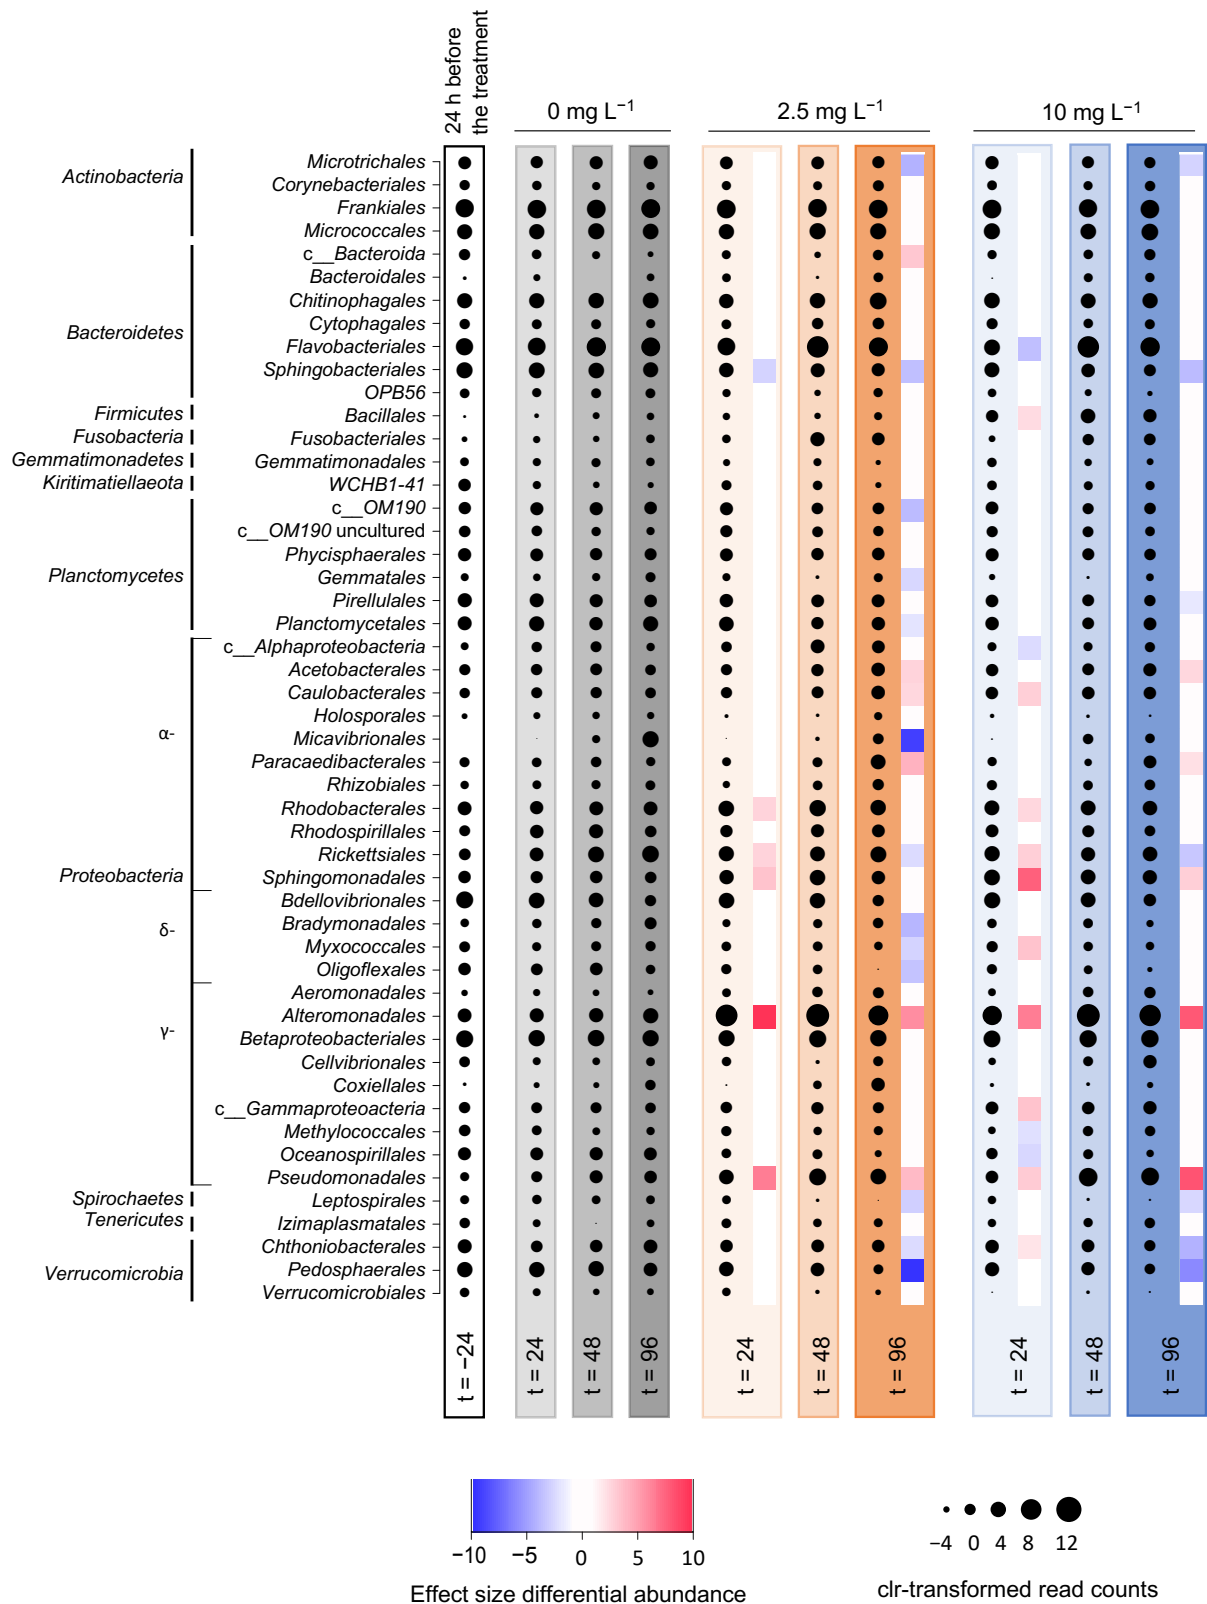 24 h before
the treatment
0 mg L⁻¹
2.5 mg L⁻¹
10 mg L⁻¹
Actinobacteria
Bacteroidetes
Firmicutes
Fusobacteria
Gemmatimonadetes
Kiritimatiellaeota
Planctomycetes
α-
Proteobacteria
δ-
γ-
Spirochaetes
Tenericutes
Verrucomicrobia
Microtrichales
Corynebacteriales
Frankiales
Micrococcales
c__Bacteroida
Bacteroidales
Chitinophagales
Cytophagales
Flavobacteriales
Sphingobacteriales
OPB56
Bacillales
Fusobacteriales
Gemmatimonadales
WCHB1-41
c__OM190
c__OM190 uncultured
Phycisphaerales
Gemmatales
Pirellulales
Planctomycetales
c__Alphaproteobacteria
Acetobacterales
Caulobacterales
Holosporales
Micavibrionales
Paracaedibacterales
Rhizobiales
Rhodobacterales
Rhodospirillales
Rickettsiales
Sphingomonadales
Bdellovibrionales
Bradymonadales
Myxococcales
Oligoflexales
Aeromonadales
Alteromonadales
Betaproteobacteriales
Cellvibrionales
Coxiellales
c__Gammaproteoacteria
Methylococcales
Oceanospirillales
Pseudomonadales
Leptospirales
Izimaplasmatales
Chthoniobacterales
Pedosphaerales
Verrucomicrobiales
t = −24
t = 24
t = 48
t = 96
t = 24
t = 48
t = 96
t = 24
t = 48
t = 96
−10 −5 0 5 10
Effect size differential abundance
−4 0 4 8 12
clr-transformed read counts